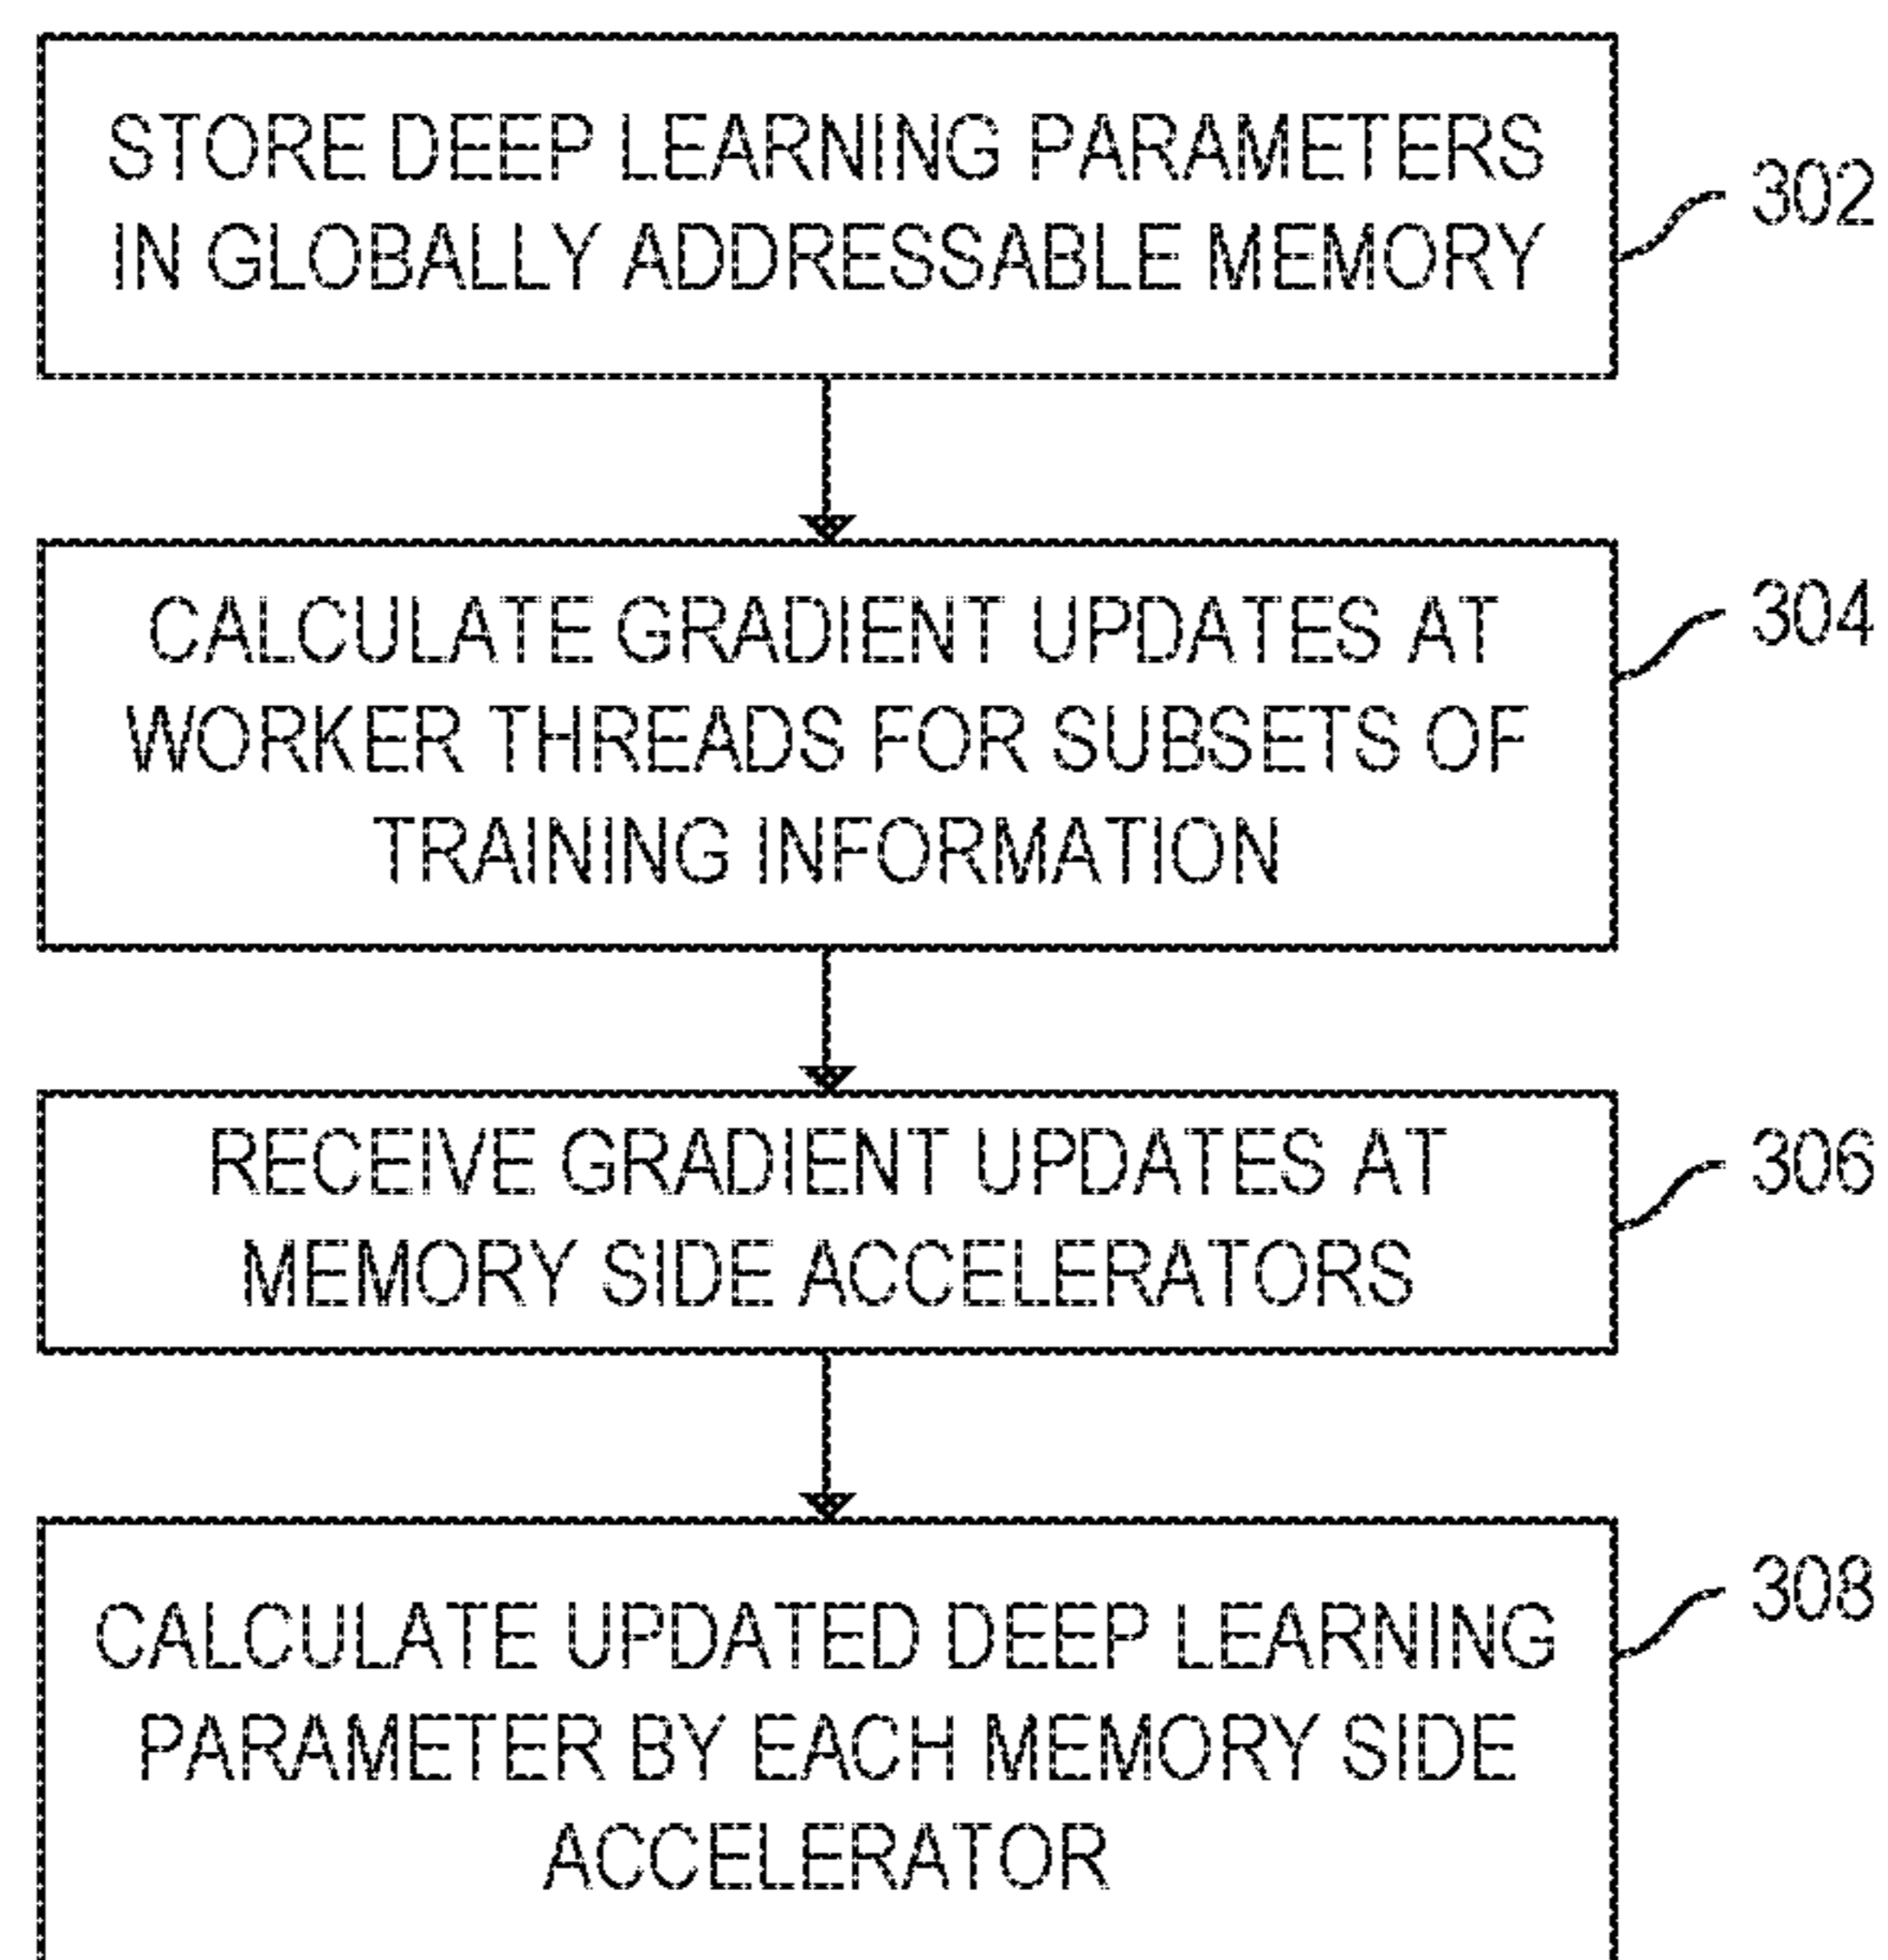 STORE DEEP LEARNING PARAMETERS
IN GLOBALLY ADDRESSABLE MEMORY
302
CALCULATE GRADIENT UPDATES AT
WORKER THREADS FOR SUBSETS OF
TRAINING INFORMATION
304
RECEIVE GRADIENT UPDATES AT
MEMORY SIDE ACCELERATORS
306
CALCULATE UPDATED DEEP LEARNING
PARAMETER BY EACH MEMORY SIDE
ACCELERATOR
308